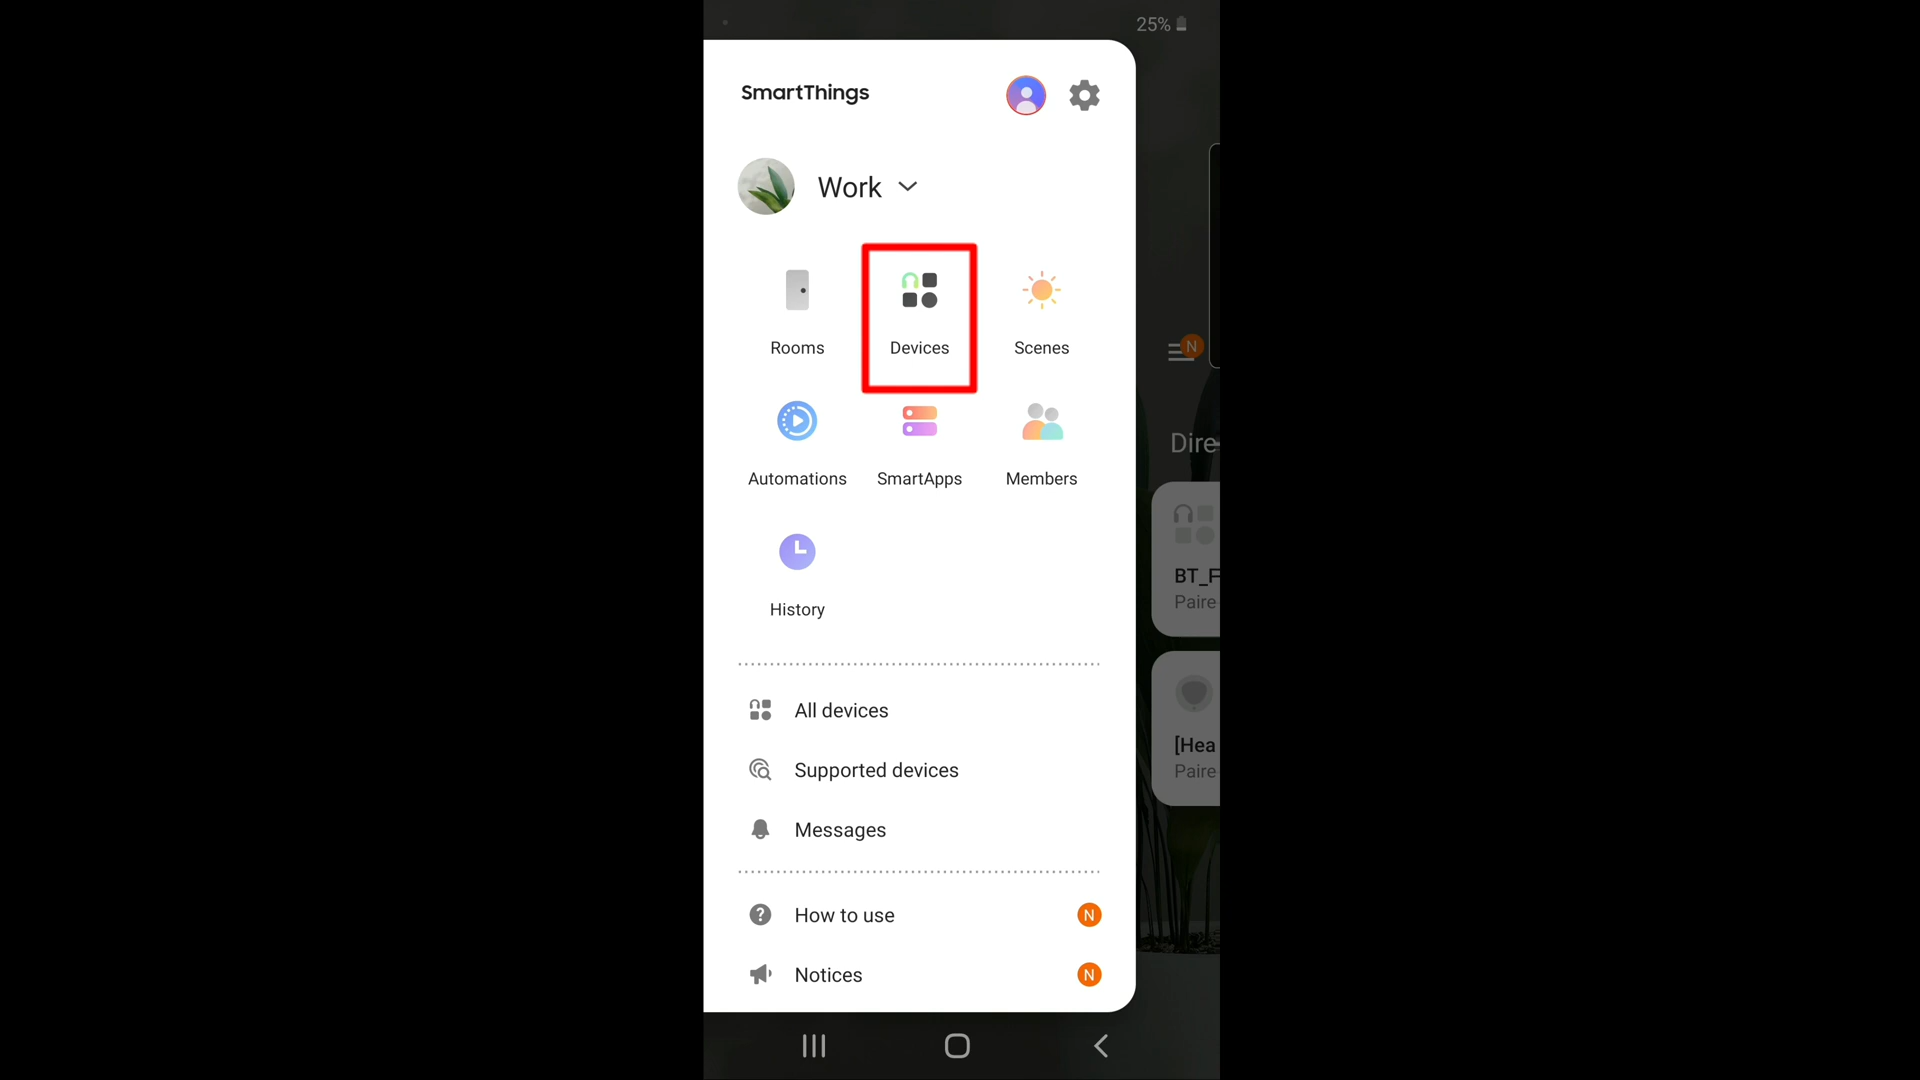 25%
SmartThings
Work
Rooms
Devices
Scenes
Automations
SmartApps
Members
History
All devices
Supported devices
Messages
How to use
N
Notices
N
N
Dire
BT_F
Paire
[Hea
Paire